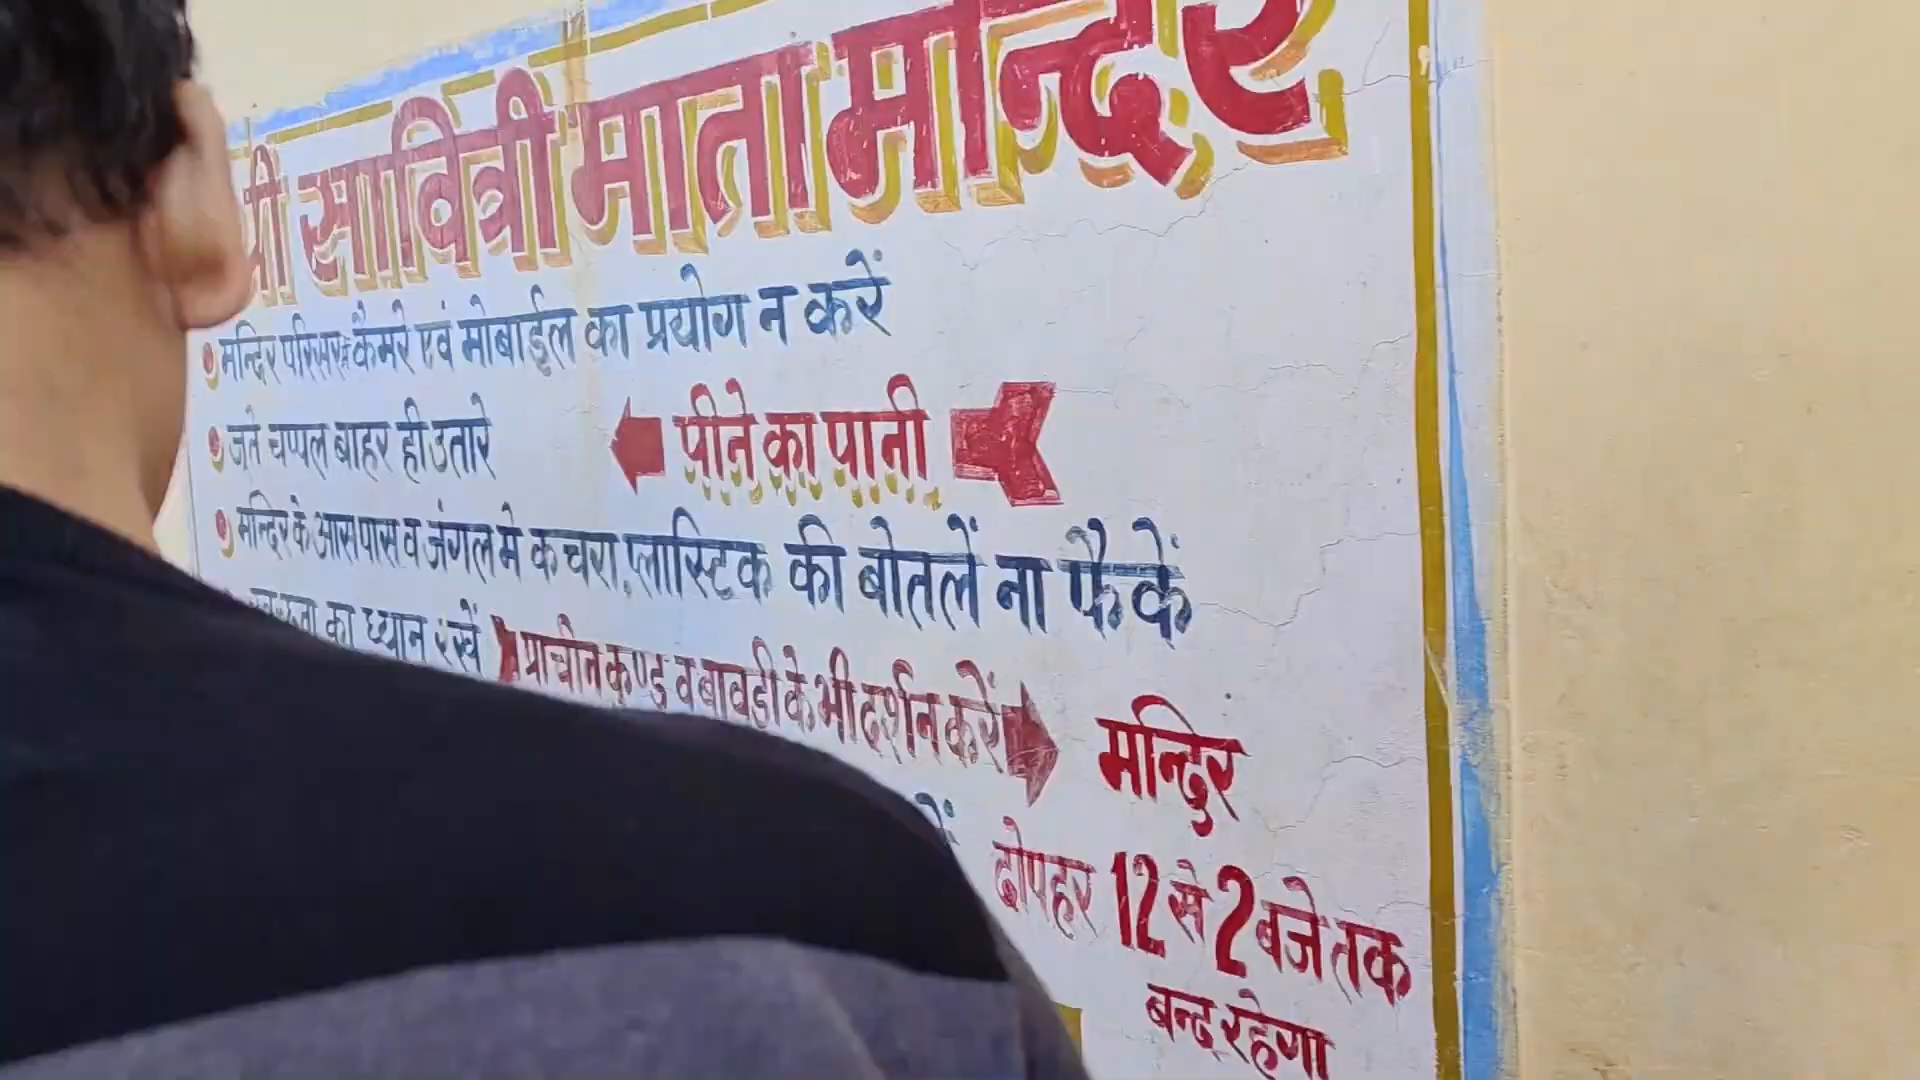 श्री सावित्री माता मन्दिर
मन्दिर परिसर में कैमरे एवं मोबाईल का प्रयोग न करें
जूते चप्पल बाहर ही उतारे
पीने का पानी
मन्दिर के आसपास व जंगल मे कचरा, प्लास्टिक की बोतलें ना फैकें
का ध्यान रखें
प्राचीन कुण्ड व बावडी के भी दर्शन करें
मन्दिर
दोपहर 12 से 2 बजे तक
बन्द रहेगा